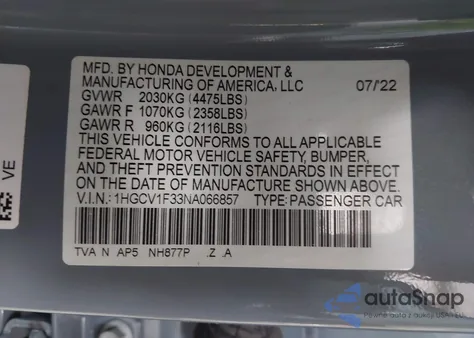 MFD. BY HONDA DEVELOPMENT &
MANUFACTURING OF AMERICA, LLC 07/22
GVWR 2030KG (4475LBS)
GAWR F 1070KG (2358LBS)
GAWR R 960KG (2116LBS)
THIS VEHICLE CONFORMS TO ALL APPLICABLE
FEDERAL MOTOR VEHICLE SAFETY, BUMPER,
AND THEFT PREVENTION STANDARDS IN EFFECT
ON THE DATE OF MANUFACTURE SHOWN ABOVE.
V.I.N.: 1HGCV1F33NA066857 TYPE: PASSENGER CAR
TVA N AP5 NH877P .Z .A
VE
autoSnap